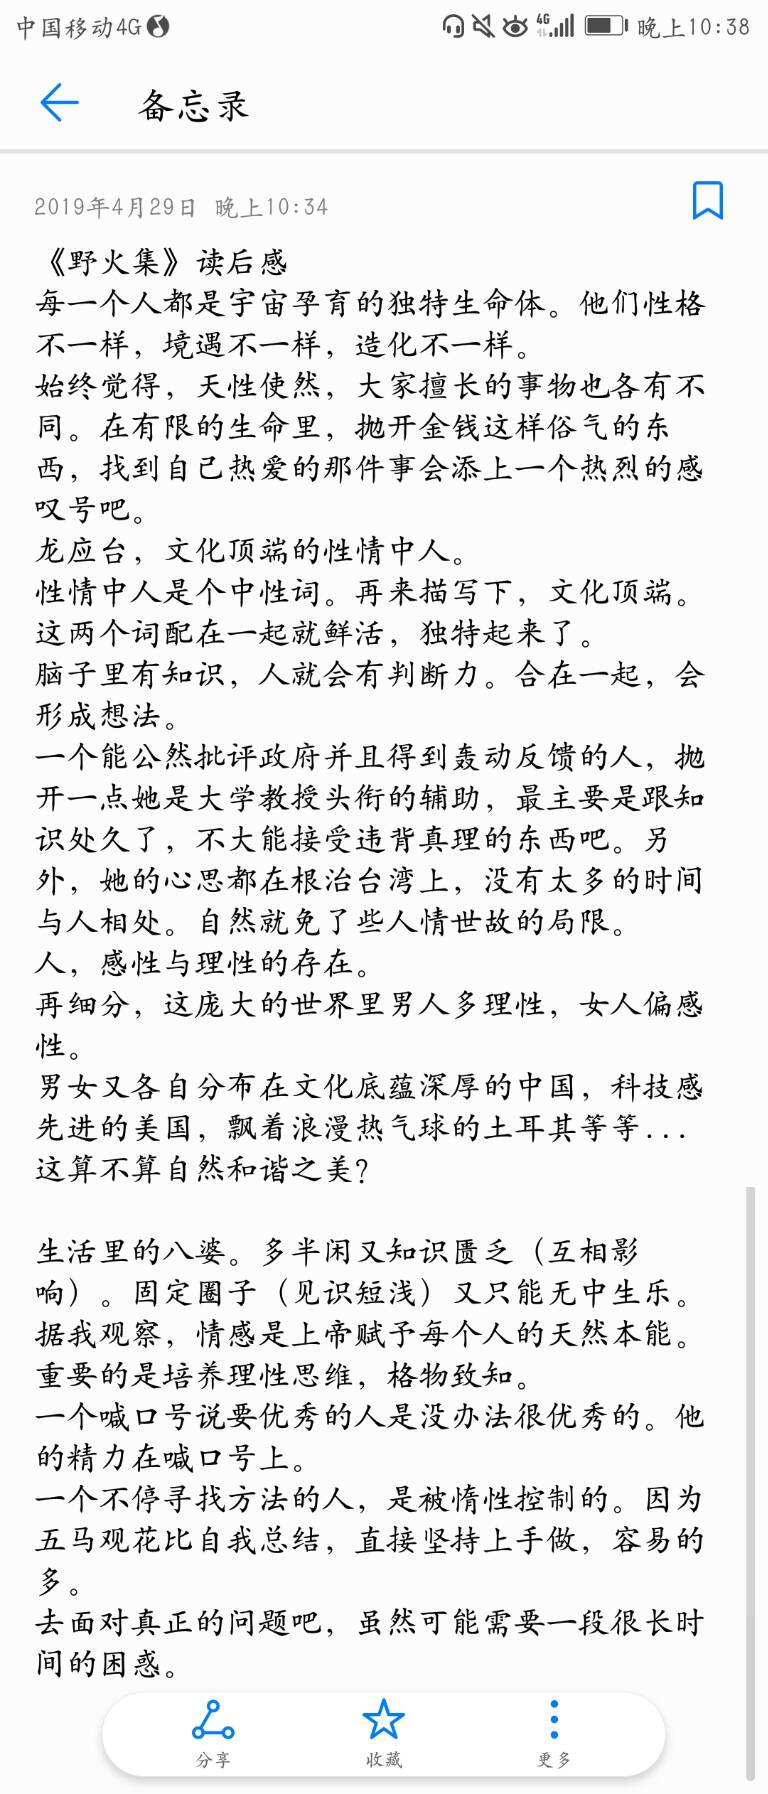 中国移动4G
4G
晚上10:38
备忘录
2019年4月29日 晚上10:34
《野火集》读后感
每一个人都是宇宙孕育的独特生命体。他们性格
不一样，境遇不一样，造化不一样。
始终觉得，天性使然，大家擅长的事物也各有不
同。在有限的生命里，抛开金钱这样俗气的东
西，找到自己热爱的那件事会添上一个热烈的感
叹号吧。
龙应台，文化顶端的性情中人。
性情中人是个中性词。再来描写下，文化顶端。
这两个词配在一起就鲜活，独特起来了。
脑子里有知识，人就会有判断力。合在一起，会
形成想法。
一个能公然批评政府并且得到轰动反馈的人，抛
开一点她是大学教授头衔的辅助，最主要是跟知
识处久了，不大能接受违背真理的东西吧。另
外，她的心思都在根治台湾上，没有太多的时间
与人相处。自然就免了些人情世故的局限。
人，感性与理性的存在。
再细分，这庞大的世界里男人多理性，女人偏感
性。
男女又各自分布在文化底蕴深厚的中国，科技感
先进的美国，飘着浪漫热气球的土耳其等等...
这算不算自然和谐之美？
生活里的八婆。多半闲又知识匮乏（互相影
响）。固定圈子（见识短浅）又只能无中生乐。
据我观察，情感是上帝赋予每个人的天然本能。
重要的是培养理性思维，格物致知。
一个喊口号说要优秀的人是没办法很优秀的。他
的精力在喊口号上。
一个不停寻找方法的人，是被惰性控制的。因为
五马观花比自我总结，直接坚持上手做，容易的
多。
去面对真正的问题吧，虽然可能需要一段很长时
间的困惑。
分享
收藏
更多